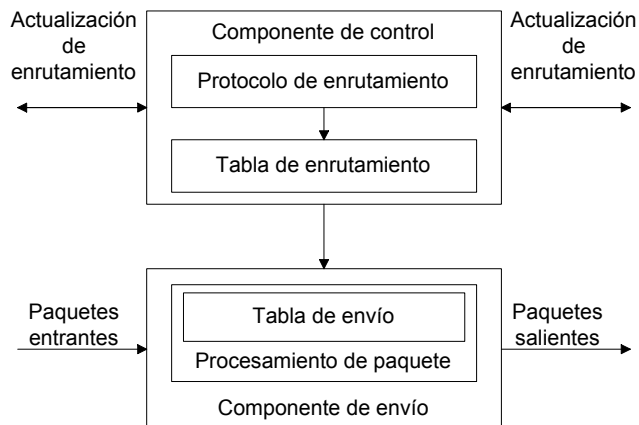 Actualización
de
enrutamiento
Componente de control
Actualización
de
enrutamiento
Protocolo de enrutamiento
Tabla de enrutamiento
Paquetes
entrantes
Tabla de envío
Procesamiento de paquete
Componente de envío
Paquetes
salientes